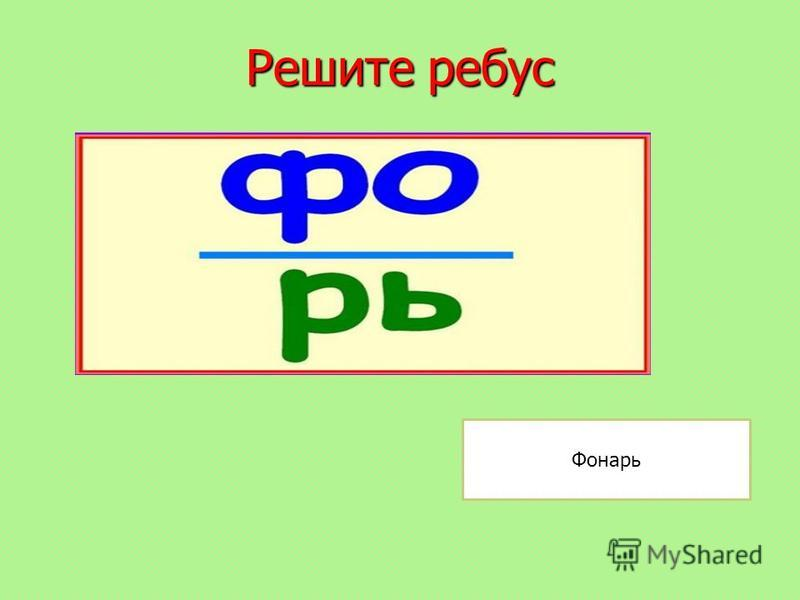 Решите ребус
фо
рь
Фонарь
MyShared